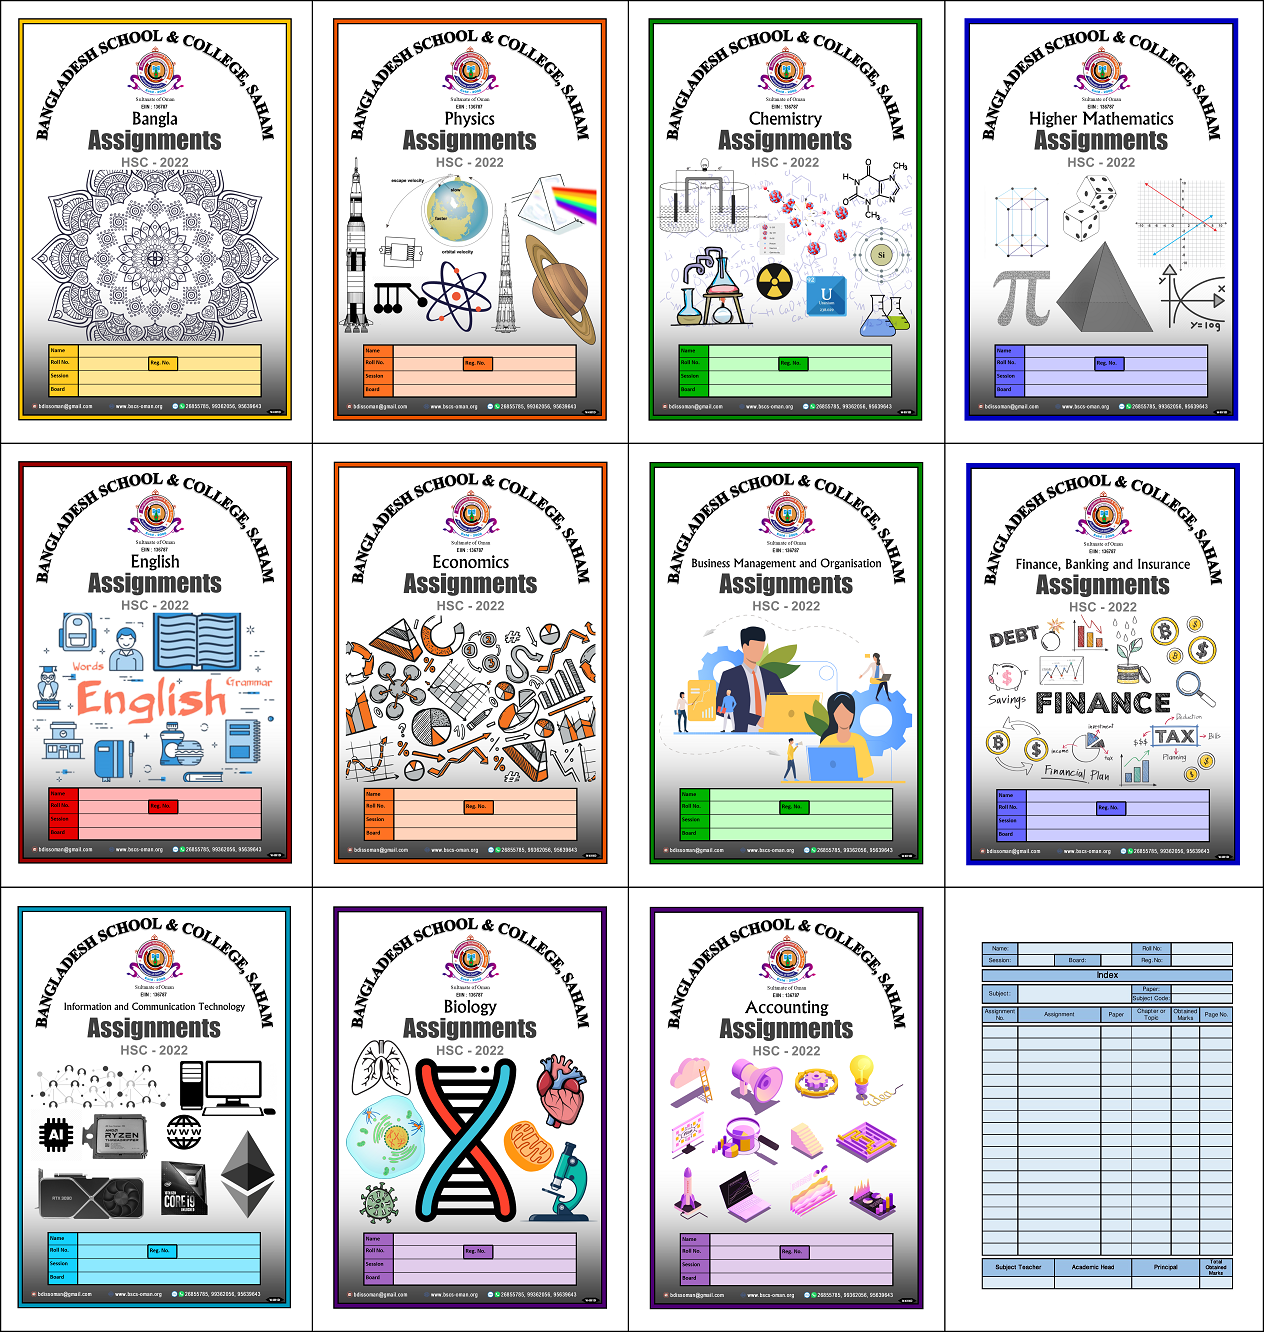 BANGLADESH SCHOOL & COLLEGE, SAHAM
Sultanate of Oman
EIIN : 136787
Bangla
Assignments
HSC - 2022
Name
Roll No.
Reg. No.
Session
Board
bdissoman@gmail.com
www.bscs-oman.org
26855785, 99362056, 95639643
BANGLADESH SCHOOL & COLLEGE, SAHAM
Sultanate of Oman
EIIN : 136787
Physics
Assignments
HSC - 2022
escape velocity
slow
faster
orbital velocity
Name
Roll No.
Reg. No.
Session
Board
bdissoman@gmail.com
www.bscs-oman.org
26855785, 99362056, 95639643
BANGLADESH SCHOOL & COLLEGE, SAHAM
Sultanate of Oman
EIIN : 136787
Chemistry
Assignments
HSC - 2022
CH₃
N
N
O
N
N
CH₃
Si
U
Uranium
Name
Roll No.
Reg. No.
Session
Board
bdissoman@gmail.com
www.bscs-oman.org
26855785, 99362056, 95639643
BANGLADESH SCHOOL & COLLEGE, SAHAM
Sultanate of Oman
EIIN : 136787
Higher Mathematics
Assignments
HSC - 2022
π
y
x
y=log
Name
Roll No.
Reg. No.
Session
Board
bdissoman@gmail.com
www.bscs-oman.org
26855785, 99362056, 95639643
BANGLADESH SCHOOL & COLLEGE, SAHAM
Sultanate of Oman
EIIN : 136787
English
Assignments
HSC - 2022
Words
Grammar
English
Name
Roll No.
Reg. No.
Session
Board
bdissoman@gmail.com
www.bscs-oman.org
26855785, 99362056, 95639643
BANGLADESH SCHOOL & COLLEGE, SAHAM
Sultanate of Oman
EIIN : 136787
Economics
Assignments
HSC - 2022
Name
Roll No.
Reg. No.
Session
Board
bdissoman@gmail.com
www.bscs-oman.org
26855785, 99362056, 95639643
BANGLADESH SCHOOL & COLLEGE, SAHAM
Sultanate of Oman
EIIN : 136787
Business Management and Organisation
Assignments
HSC - 2022
Name
Roll No.
Reg. No.
Session
Board
bdissoman@gmail.com
www.bscs-oman.org
26855785, 99362056, 95639643
BANGLADESH SCHOOL & COLLEGE, SAHAM
Sultanate of Oman
EIIN : 136787
Finance, Banking and Insurance
Assignments
HSC - 2022
DEBT
Savings
FINANCE
Deduction
investment
income
tax
$$$
TAX
Bills
Planning
Financial Plan
Name
Roll No.
Reg. No.
Session
Board
bdissoman@gmail.com
www.bscs-oman.org
26855785, 99362056, 95639643
BANGLADESH SCHOOL & COLLEGE, SAHAM
Sultanate of Oman
EIIN : 136787
Information and Communication Technology
Assignments
HSC - 2022
AI
AMD
RYZEN
THREADRIPPER
WWW
RTX 3080
CORE i9
Name
Roll No.
Reg. No.
Session
Board
bdissoman@gmail.com
www.bscs-oman.org
26855785, 99362056, 95639643
BANGLADESH SCHOOL & COLLEGE, SAHAM
Sultanate of Oman
EIIN : 136787
Biology
Assignments
HSC - 2022
Name
Roll No.
Reg. No.
Session
Board
bdissoman@gmail.com
www.bscs-oman.org
26855785, 99362056, 95639643
BANGLADESH SCHOOL & COLLEGE, SAHAM
Sultanate of Oman
EIIN : 136787
Accounting
Assignments
HSC - 2022
idea
Name
Roll No.
Reg. No.
Session
Board
bdissoman@gmail.com
www.bscs-oman.org
26855785, 99362056, 95639643
Name: Roll No:
Session: Board: Reg. No:
Index
Subject: Paper:
Subject Code:
Assignment No. Assignment Paper Chapter or Topic Obtained Marks Page No.
Subject Teacher Academic Head Principal Total Obtained Marks